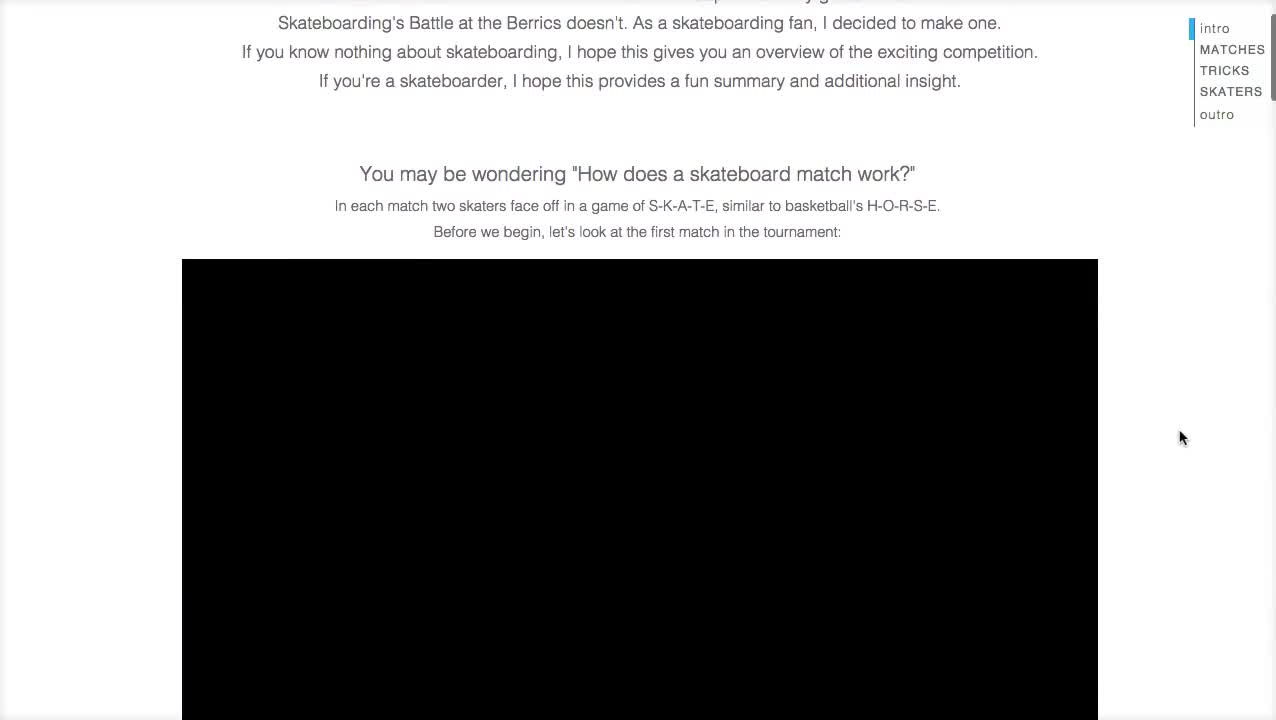 Skateboarding's Battle at the Berrics doesn't. As a skateboarding fan, I decided to make one.
If you know nothing about skateboarding, I hope this gives you an overview of the exciting competition.
If you're a skateboarder, I hope this provides a fun summary and additional insight.
You may be wondering "How does a skateboard match work?"
In each match two skaters face off in a game of S-K-A-T-E, similar to basketball's H-O-R-S-E.
Before we begin, let's look at the first match in the tournament:
intro
MATCHES
TRICKS
SKATERS
outro